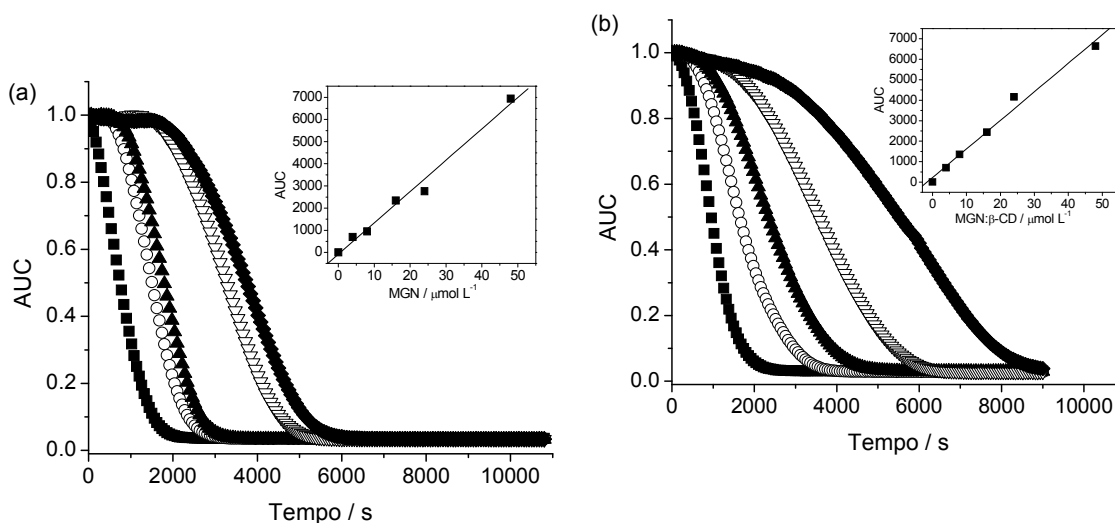 (a)
AUC
1.0
0.8
0.6
0.4
0.2
0.0
0 2000 4000 6000 8000 10000
Tempo / s
AUC
7000
6000
5000
4000
3000
2000
1000
0
0 10 20 30 40 50
MGN / μmol L⁻¹
(b)
AUC
1.0
0.8
0.6
0.4
0.2
0.0
0 2000 4000 6000 8000 10000
Tempo / s
AUC
7000
6000
5000
4000
3000
2000
1000
0
0 10 20 30 40 50
MGN:β-CD / μmol L⁻¹